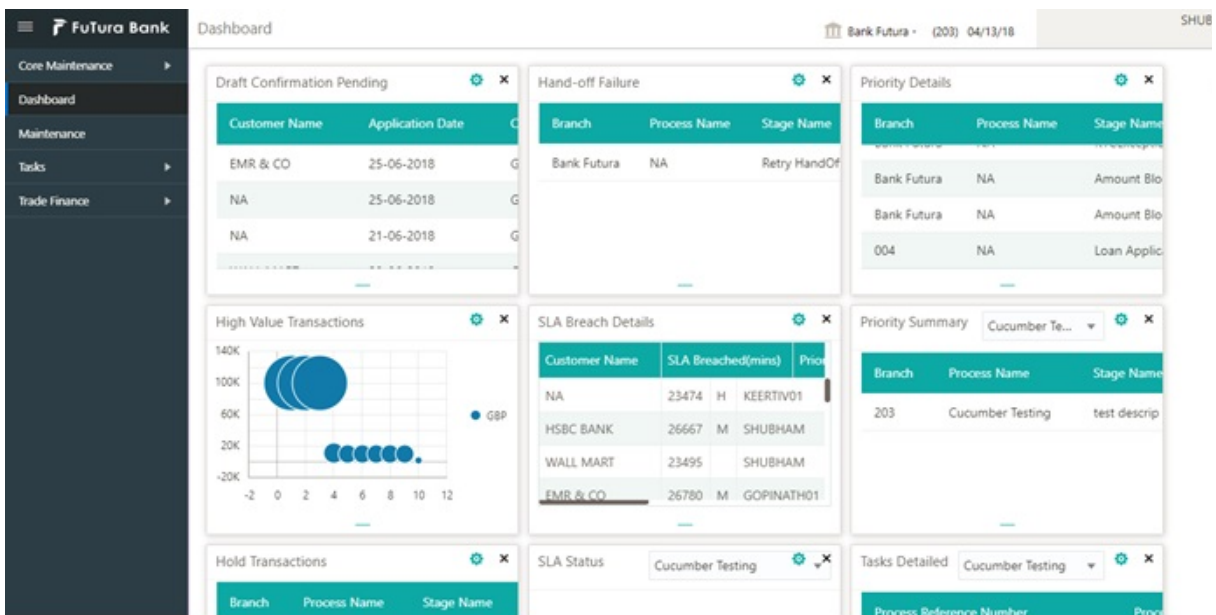 FuTura Bank
Dashboard
Bank Futura - (203) 04/13/18
SHUB
Core Maintenance
Dashboard
Maintenance
Tasks
Trade Finance
Draft Confirmation Pending
Customer Name Application Date C
EMR & CO 25-06-2018 G
NA 25-06-2018 G
NA 21-06-2018 G
Hand-off Failure
Branch Process Name Stage Name
Bank Futura NA Retry HandOf
Priority Details
Branch Process Name Stage Name
Bank Futura NA Amount Blo
Bank Futura NA Amount Blo
004 NA Loan Applic
High Value Transactions
140K
100K
60K
20K
-20K
-2 0 2 4 6 8 10 12
GBP
SLA Breach Details
Customer Name SLA Breached(mins) Prior
NA 23474 H KEERTIV01
HSBC BANK 26667 M SHUBHAM
WALL MART 23495 SHUBHAM
EMR & CO 26780 M GOPINATH01
Priority Summary Cucumber Te...
Branch Process Name Stage Name
203 Cucumber Testing test descrip
Hold Transactions
Branch Process Name Stage Name
SLA Status Cucumber Testing
Tasks Detailed Cucumber Testing
Process Reference Number Proce